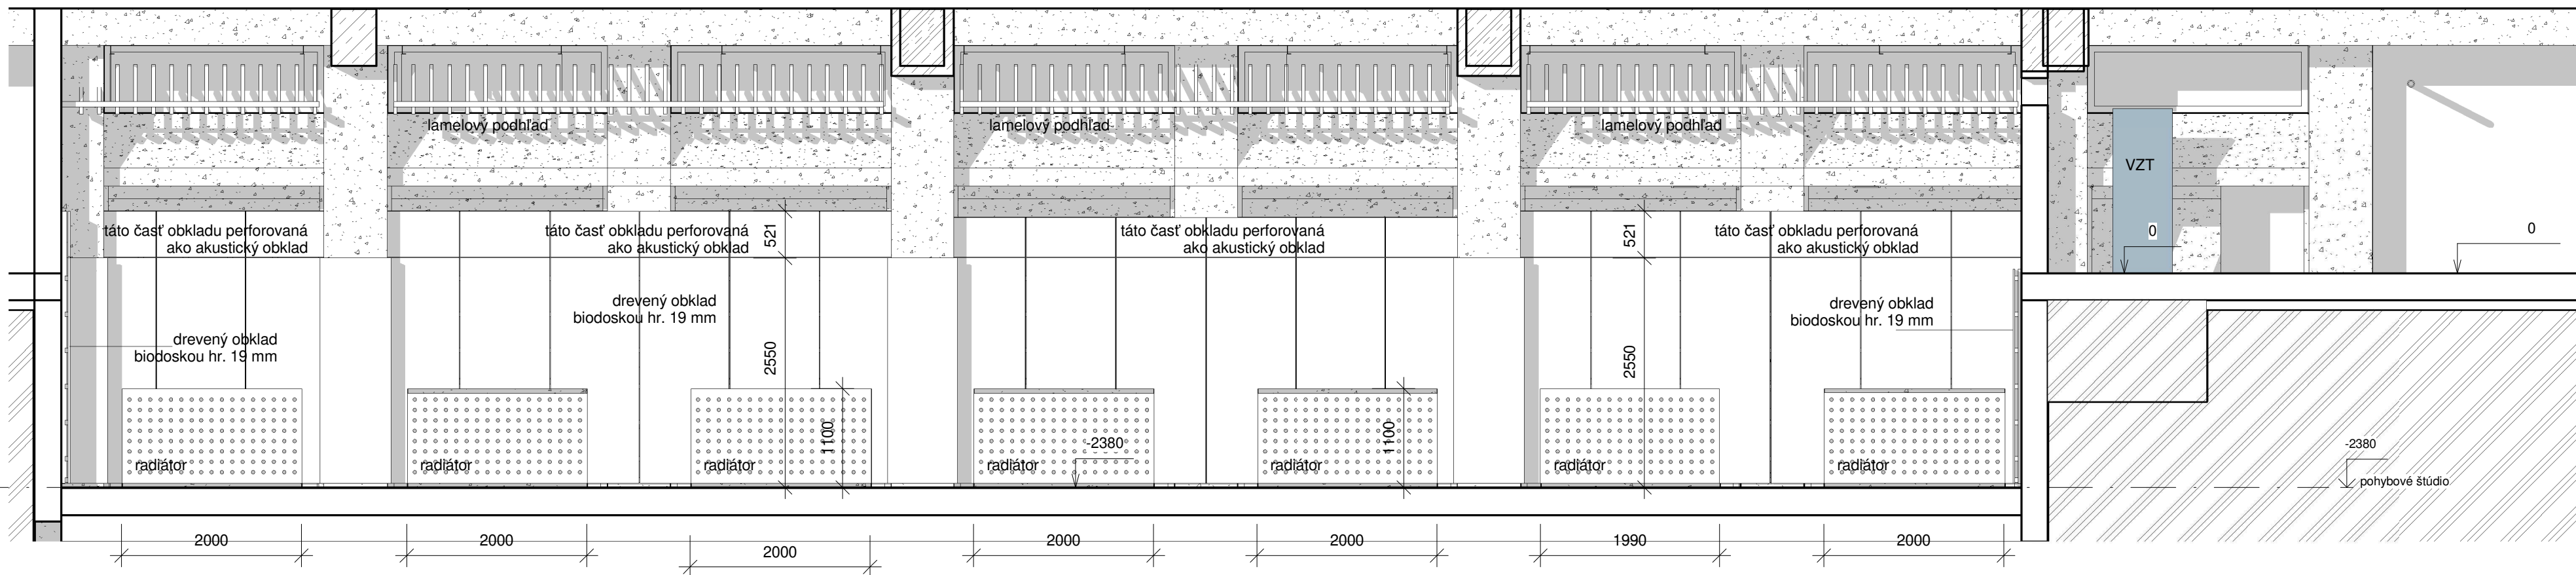 lamelový podhľad
lamelový podhľad
lamelový podhľad
VZT
táto časť obkladu perforovaná
ako akustický obklad
táto časť obkladu perforovaná
ako akustický obklad
521
táto časť obkladu perforovaná
ako akustický obklad
521
táto časť obkladu perforovaná
ako akustický obklad
0
0
drevený obklad
biodoskou hr. 19 mm
drevený obklad
biodoskou hr. 19 mm
drevený obklad
biodoskou hr. 19 mm
2550
2550
1100
1100
-2380
-2380
pohybové štúdio
radiátor
radiátor
radiátor
radiátor
radiátor
radiátor
radiátor
2000
2000
2000
2000
2000
1990
2000